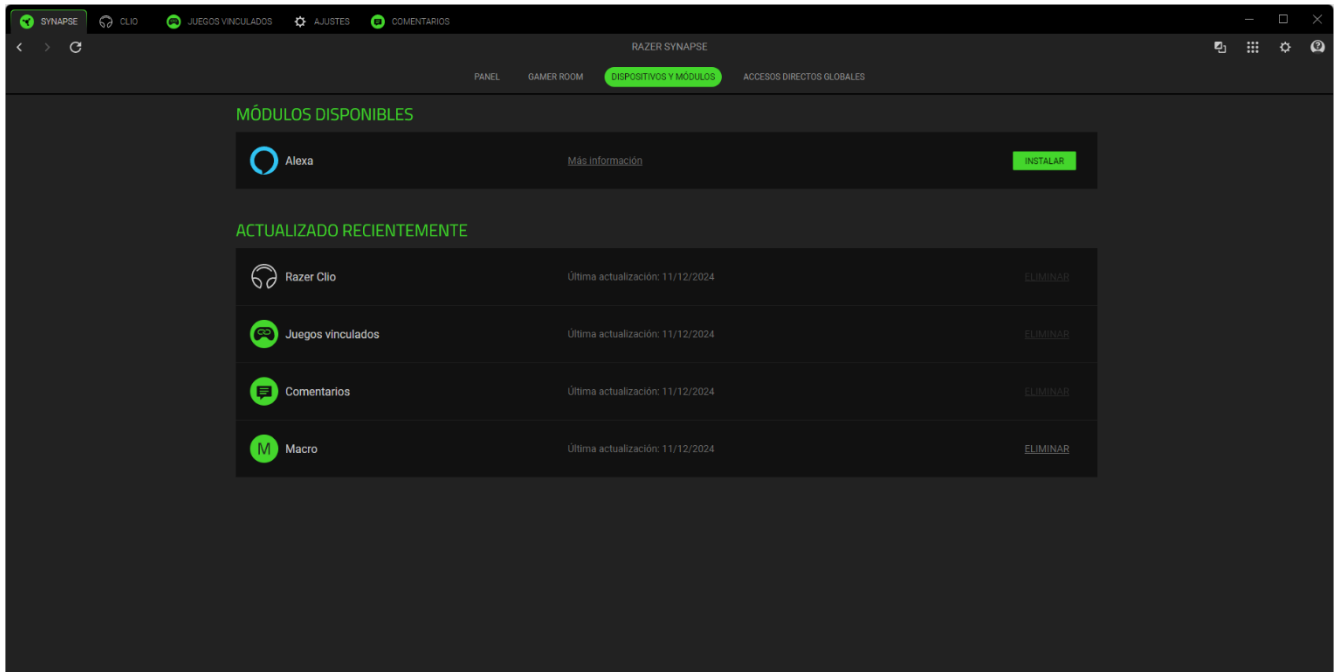 SYNAPSE CLIO JUEGOS VINCULADOS AJUSTES COMENTARIOS
RAZER SYNAPSE
PANEL GAMER ROOM DISPOSITIVOS Y MÓDULOS ACCESOS DIRECTOS GLOBALES
MÓDULOS DISPONIBLES
Alexa Más información INSTALAR
ACTUALIZADO RECIENTEMENTE
Razer Clio Última actualización: 11/12/2024 ELIMINAR
Juegos vinculados Última actualización: 11/12/2024 ELIMINAR
Comentarios Última actualización: 11/12/2024 ELIMINAR
M Macro Última actualización: 11/12/2024 ELIMINAR